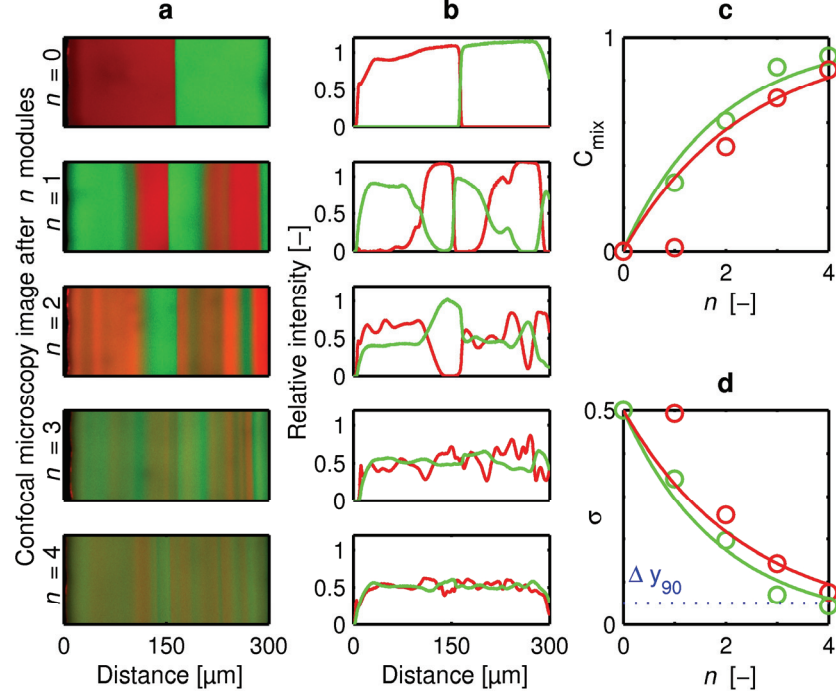 a
b
c
d
Confocal microscopy image after n modules
n = 0
n = 1
n = 2
n = 3
n = 4
0 150 300
Distance [μm]
Relative intensity [–]
1
0.5
0
1
0.5
0
1
0.5
0
1
0.5
0
1
0.5
0
0 150 300
Distance [μm]
C_mix
1
0
0 2 4
n [–]
σ
0.5
0
Δ y_90
0 2 4
n [–]